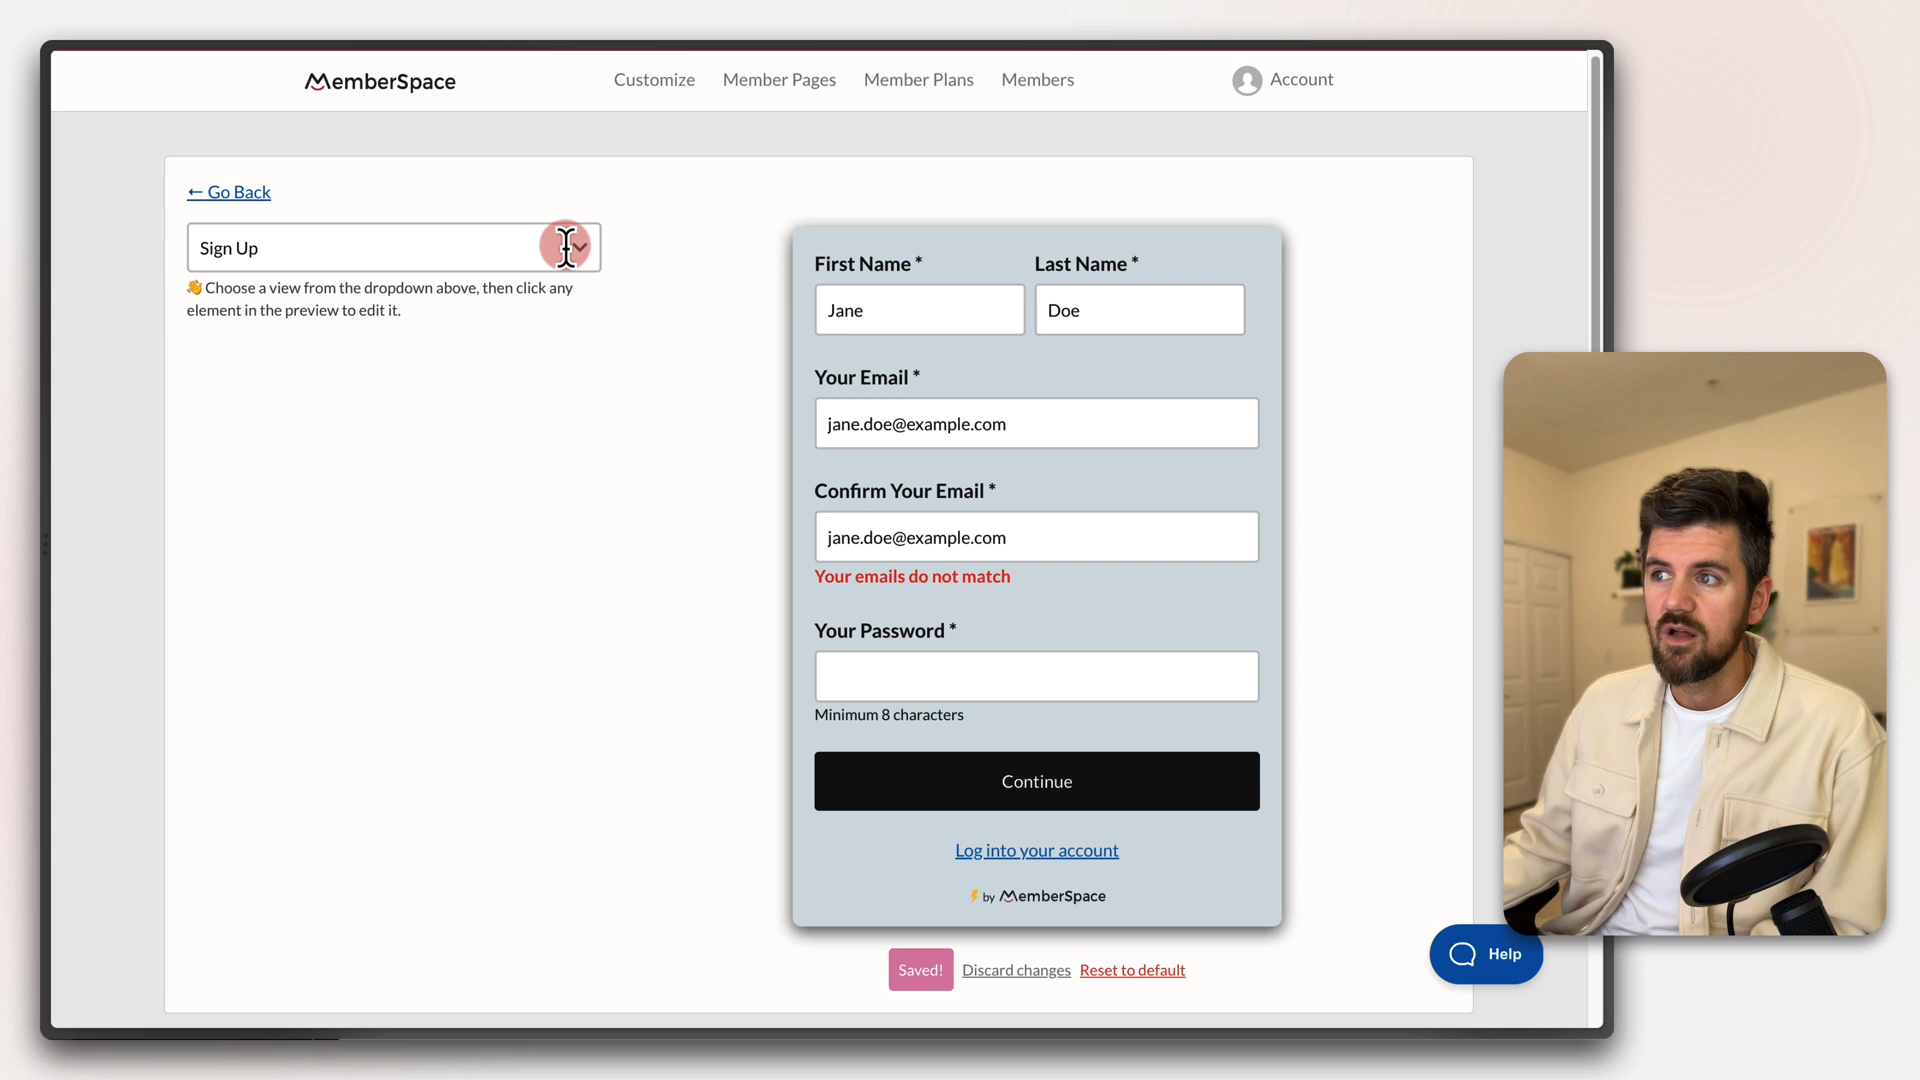 MemberSpace
Customize
Member Pages
Member Plans
Members
Account
← Go Back
Sign Up
👋 Choose a view from the dropdown above, then click any
element in the preview to edit it.
First Name *
Last Name *
Jane
Doe
Your Email *
jane.doe@example.com
Confirm Your Email *
jane.doe@example.com
Your emails do not match
Your Password *
Minimum 8 characters
Continue
Log into your account
⚡ by MemberSpace
Saved!
Discard changes
Reset to default
Help